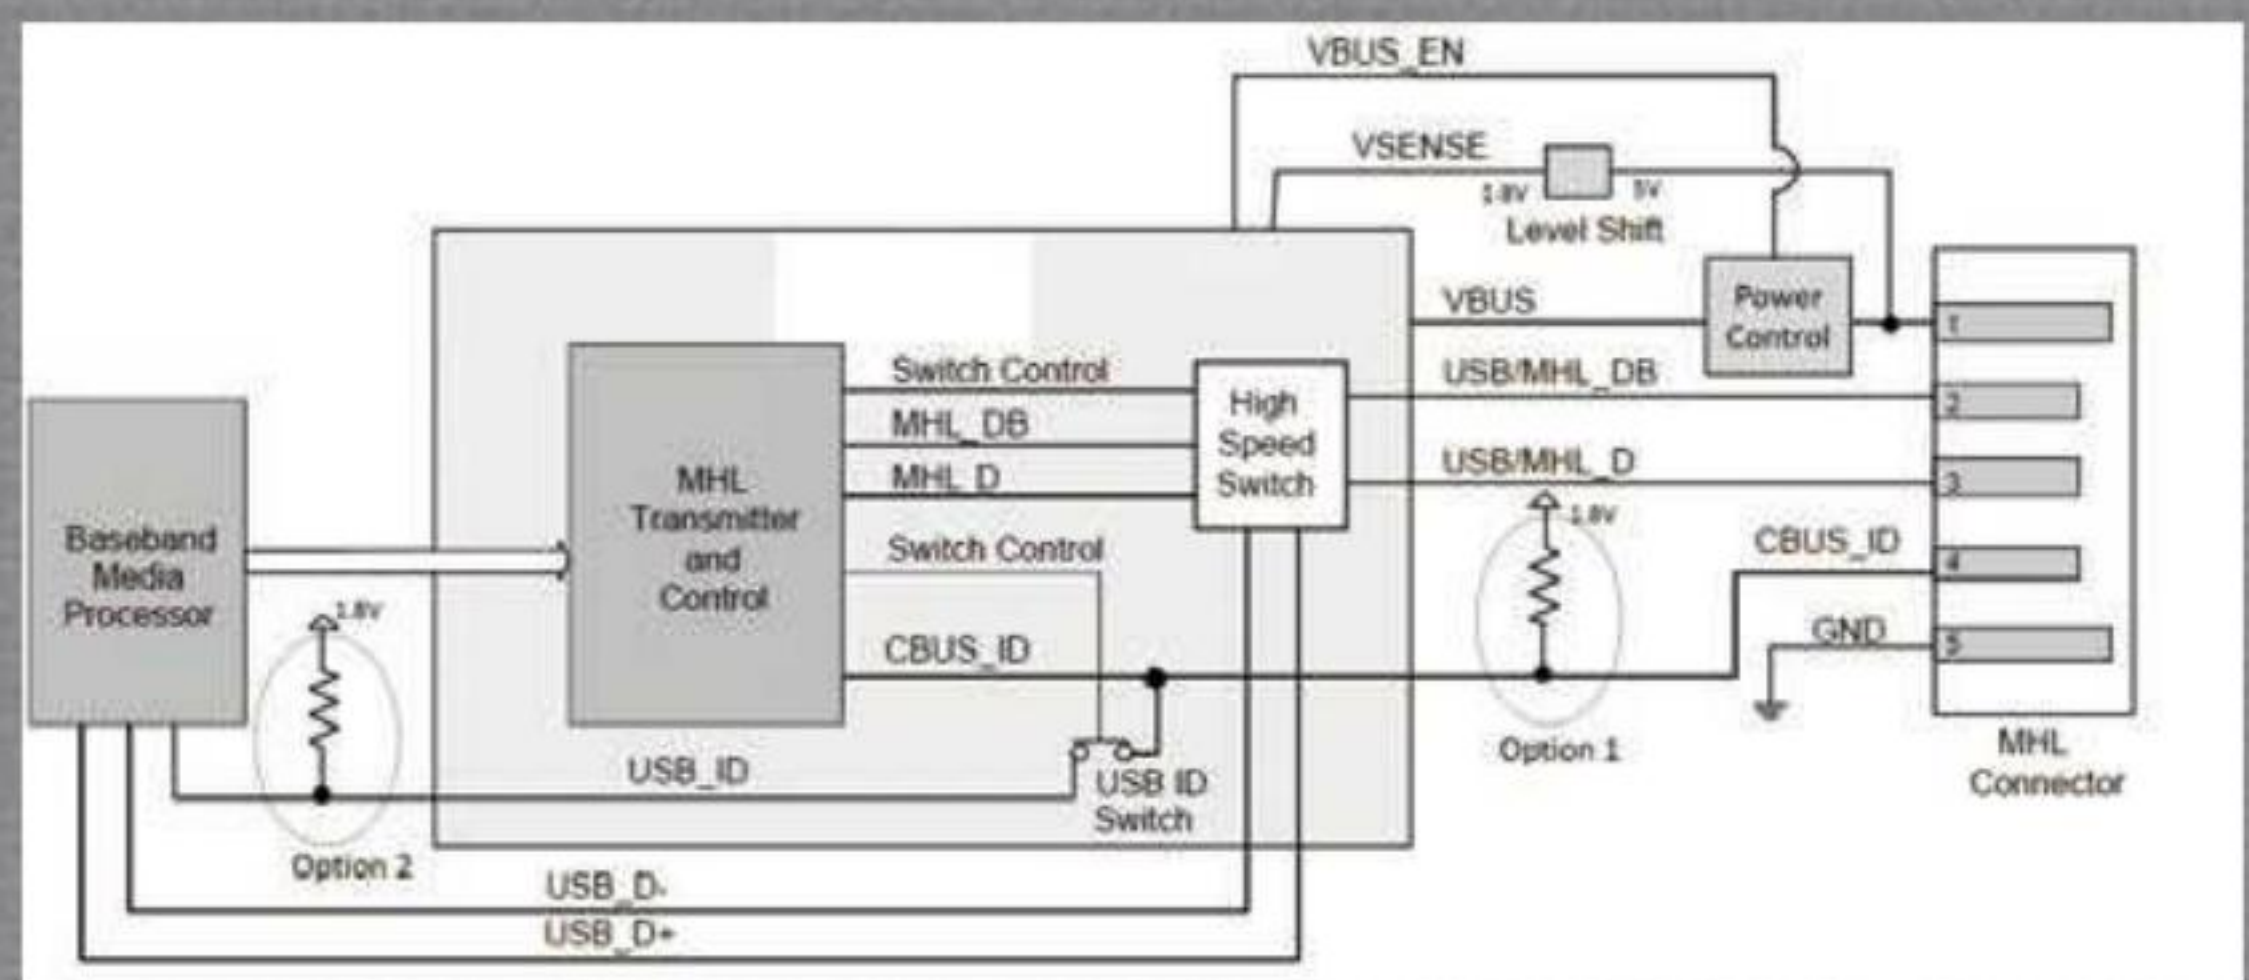 VBUS_EN
VSENSE
1.8V
5V
Level Shift
VBUS
Power
Control
1
Switch Control
High
Speed
Switch
USB/MHL_DB
2
MHL_DB
MHL
Transmitter
and
Control
MHL_D
USB/MHL_D
3
1.8V
Baseband
Media
Processor
Switch Control
CBUS_ID
4
1.8V
CBUS_ID
GND
5
Option 1
MHL
Connector
USB_ID
USB ID
Switch
Option 2
USB_D-
USB_D+